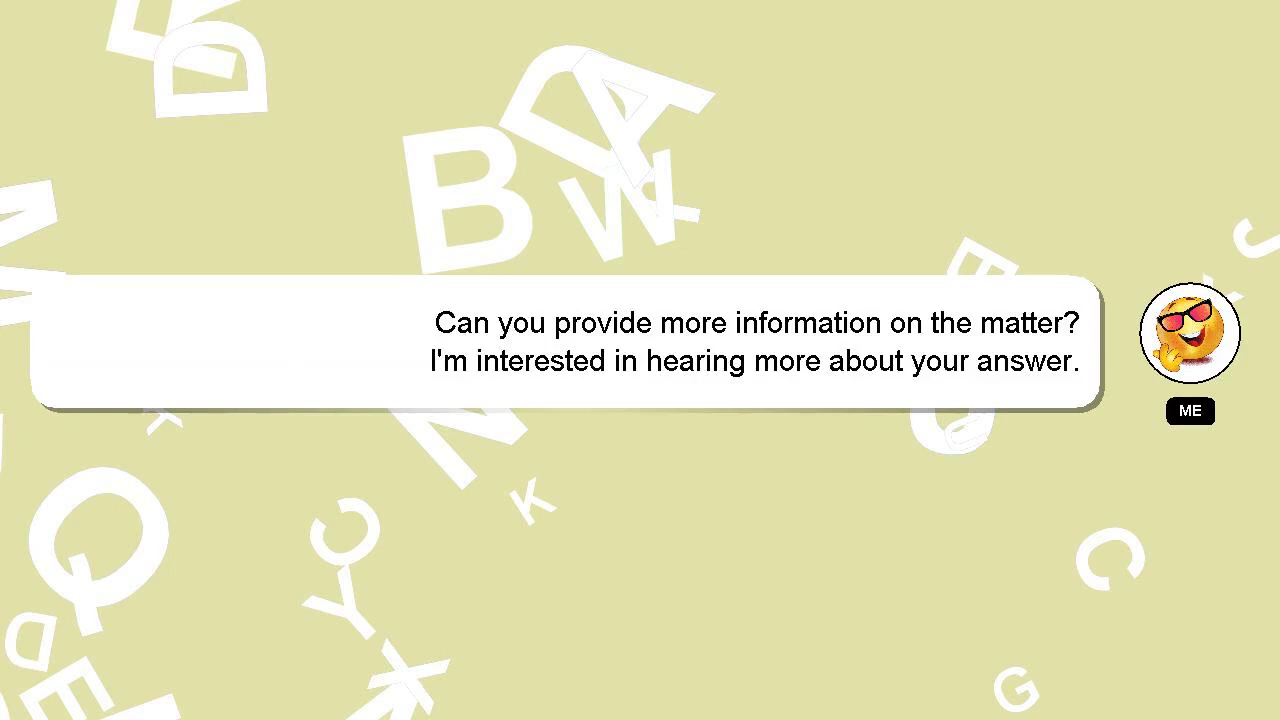 Can you provide more information on the matter?
I'm interested in hearing more about your answer.
ME